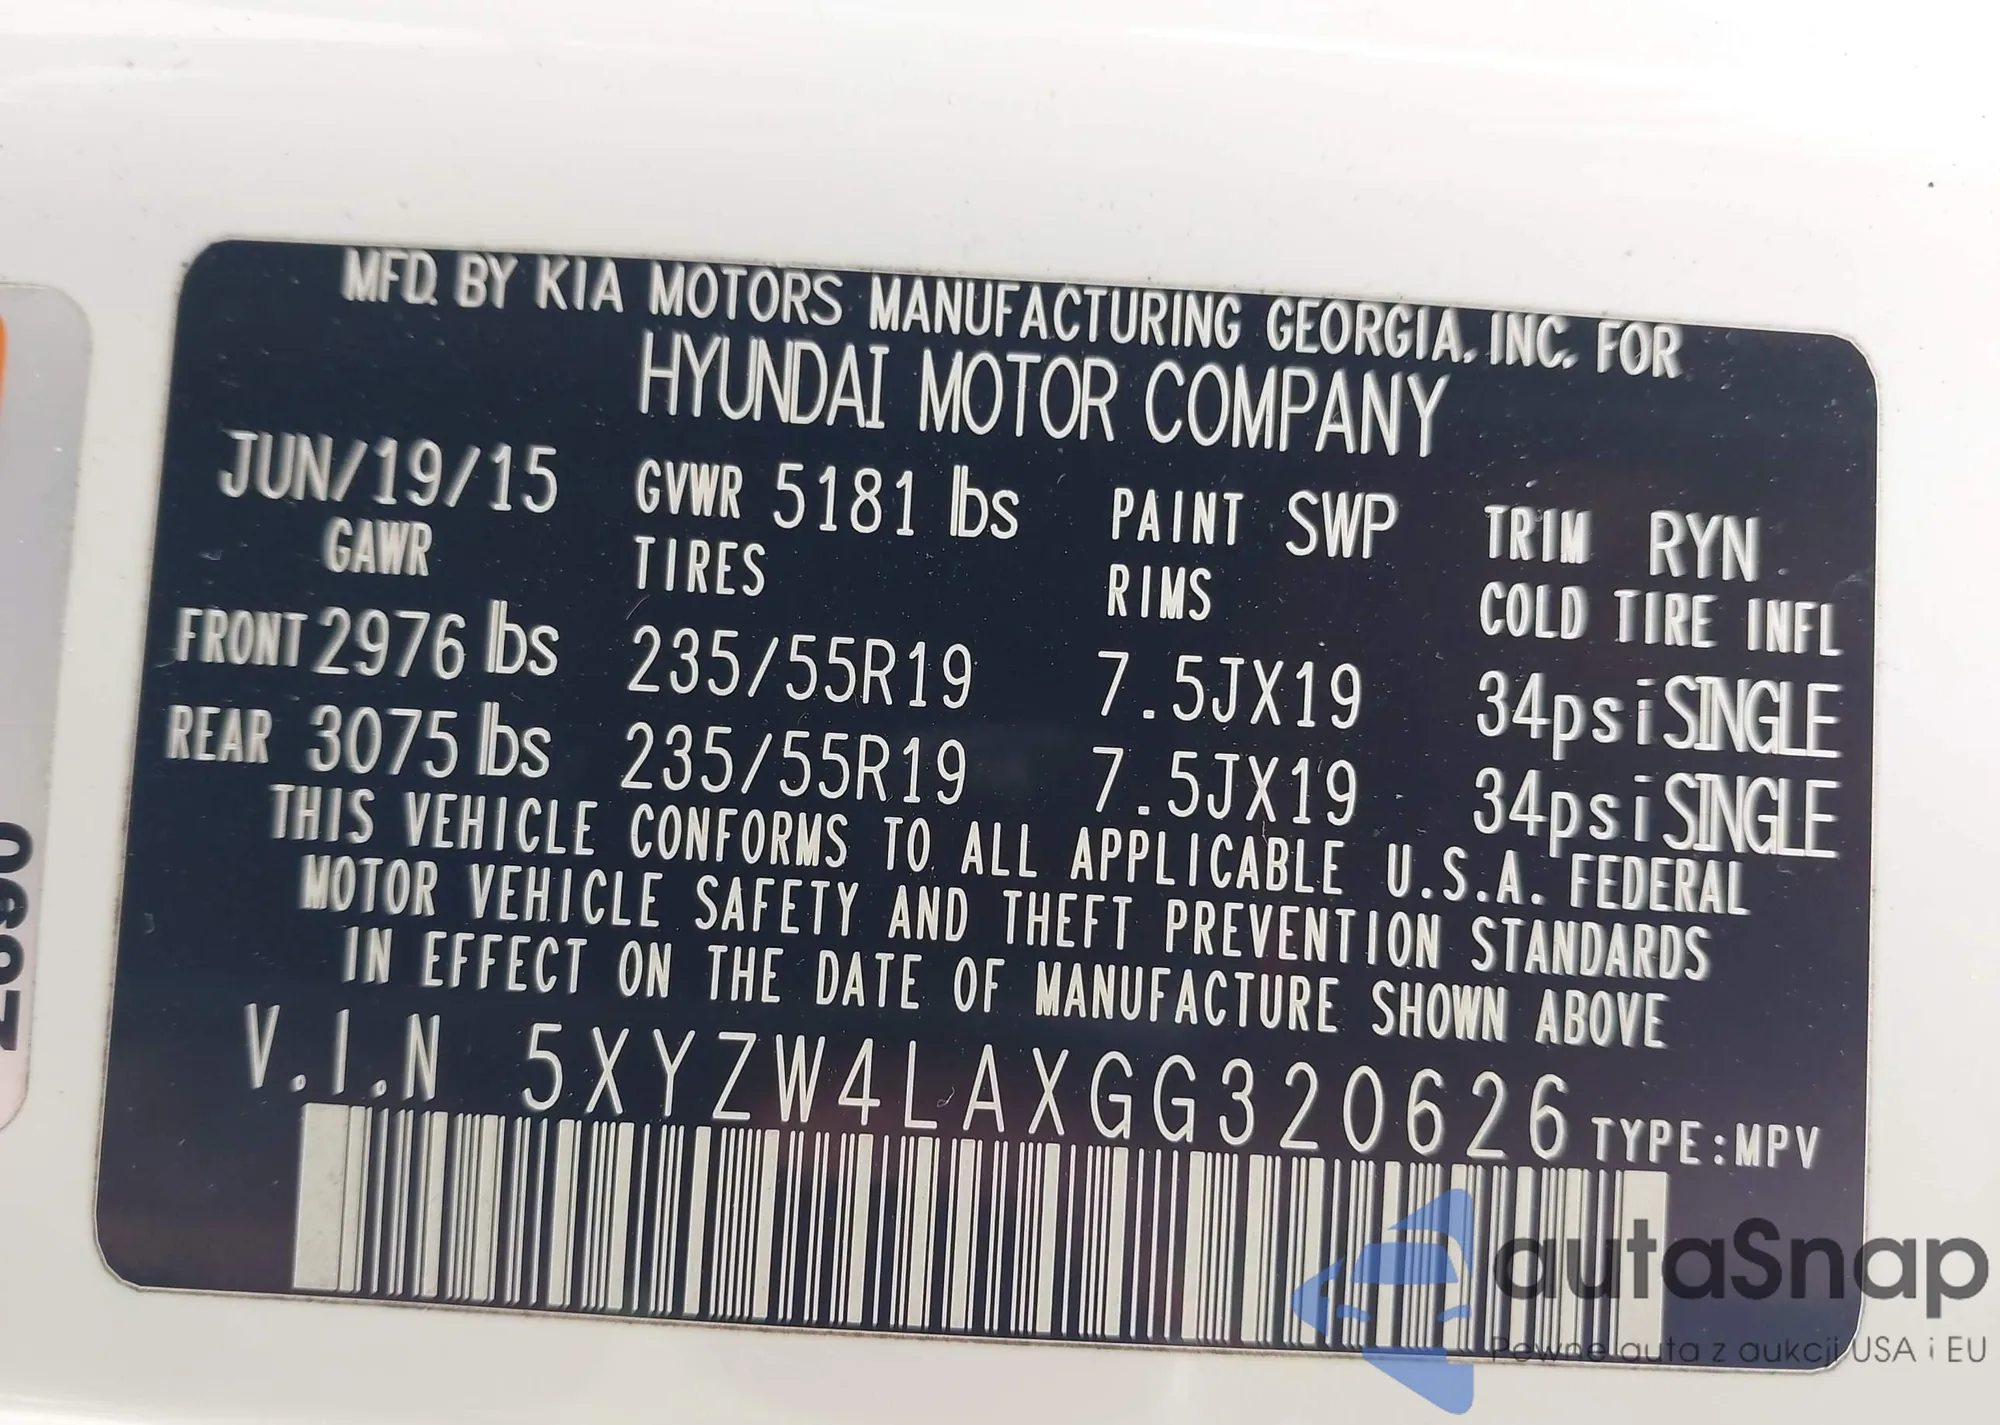 MFD. BY KIA MOTORS MANUFACTURING GEORGIA, INC. FOR
HYUNDAI MOTOR COMPANY
JUN/19/15 GVWR 5181 lbs PAINT SWP TRIM RYN
GAWR TIRES RIMS COLD TIRE INFL
FRONT 2976 lbs 235/55R19 7.5JX19 34psi SINGLE
REAR 3075 lbs 235/55R19 7.5JX19 34psi SINGLE
THIS VEHICLE CONFORMS TO ALL APPLICABLE U.S.A. FEDERAL
MOTOR VEHICLE SAFETY AND THEFT PREVENTION STANDARDS
IN EFFECT ON THE DATE OF MANUFACTURE SHOWN ABOVE
V.I.N 5XYZW4LAXGG320626 TYPE:MPV
autaSnap
Pewne auta z aukcji USA i EU